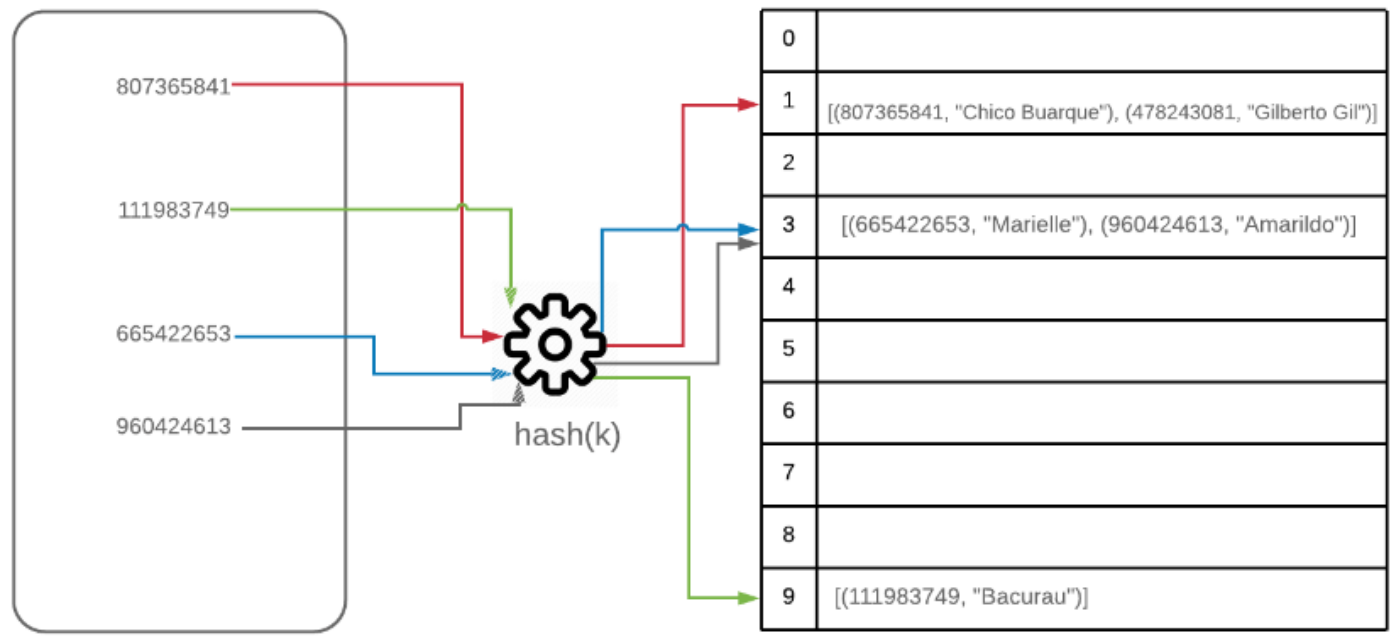 807365841
111983749
665422653
960424613
hash(k)
0
1 [(807365841, "Chico Buarque"), (478243081, "Gilberto Gil")]
2
3 [(665422653, "Marielle"), (960424613, "Amarildo")]
4
5
6
7
8
9 [(111983749, "Bacurau")]